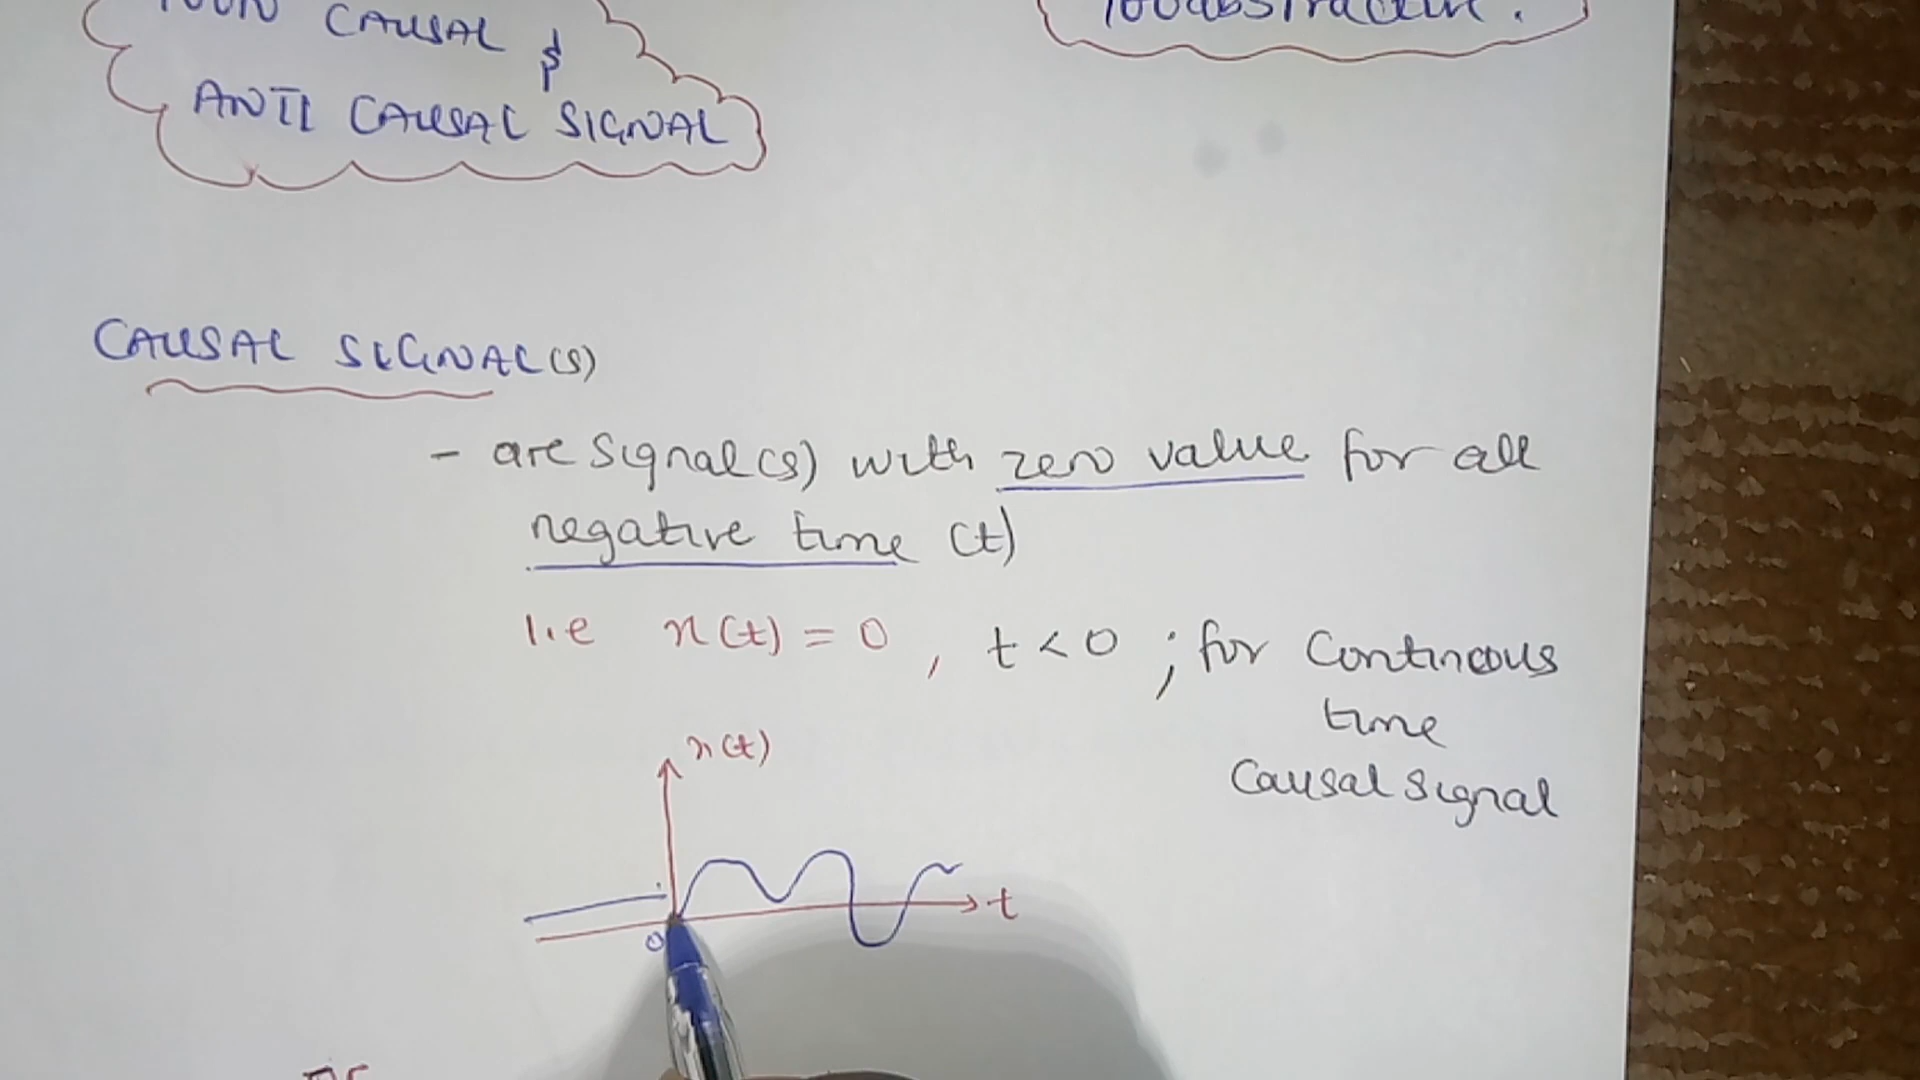 CAUSAL &
ANTI CAUSAL SIGNAL
CAUSAL SIGNAL(S)
- are signal(s) with zero value for all
negative time (t)
i.e x(t) = 0, t < 0 ; for Contineous
time
Causal signal
x(t)
t
0